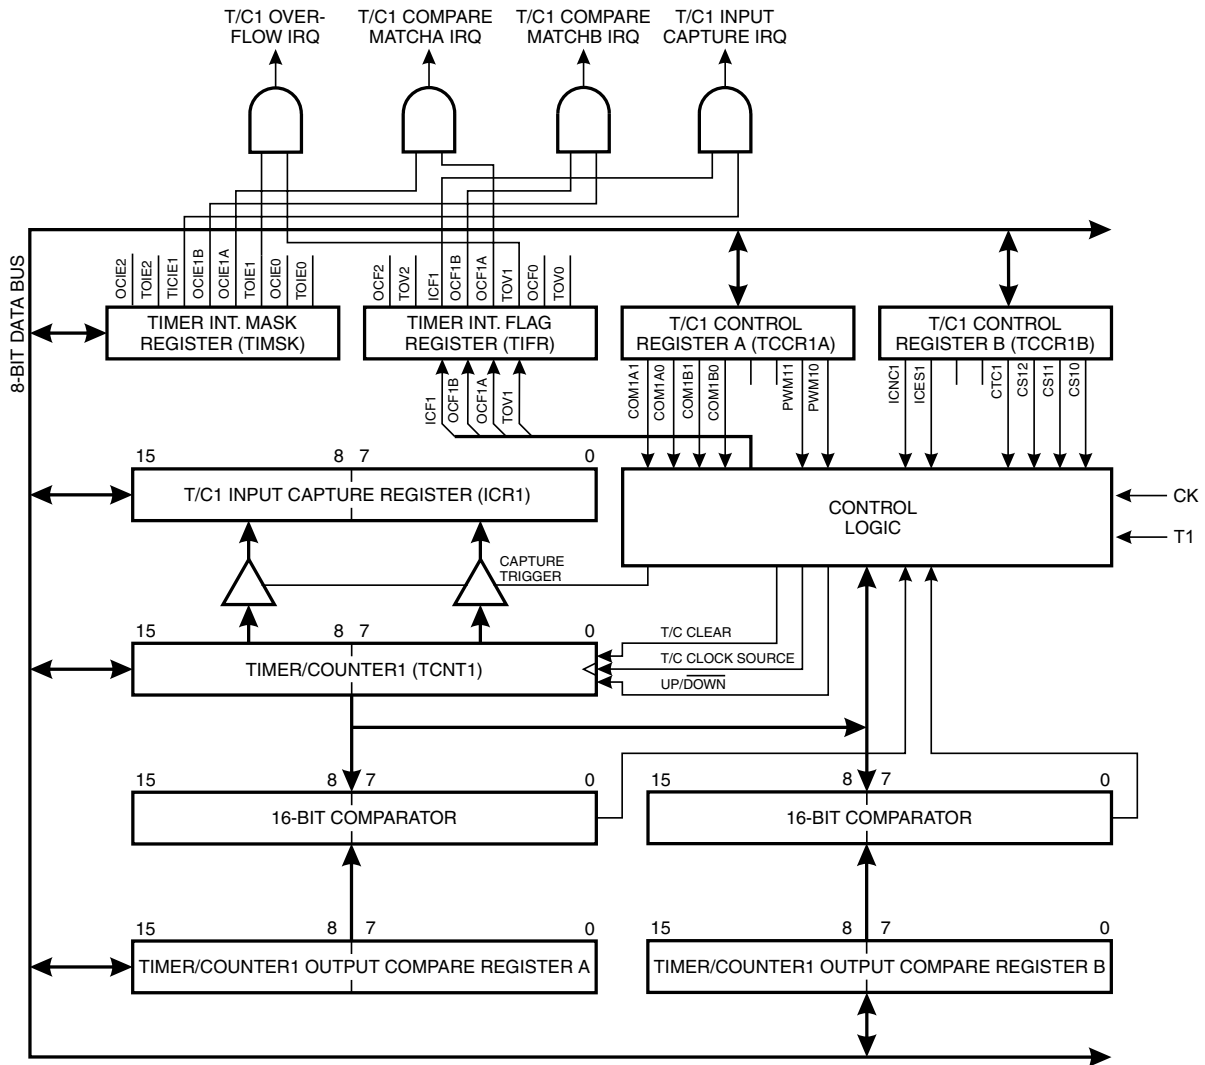 T/C1 OVER-
FLOW IRQ
T/C1 COMPARE
MATCHA IRQ
T/C1 COMPARE
MATCHB IRQ
T/C1 INPUT
CAPTURE IRQ
8-BIT DATA BUS
OCIE2
TOIE2
TICIE1
OCIE1B
OCIE1A
TOIE1
OCIE0
TOIE0
TIMER INT. MASK
REGISTER (TIMSK)
OCF2
TOV2
ICF1
OCF1B
OCF1A
TOV1
OCF0
TOV0
TIMER INT. FLAG
REGISTER (TIFR)
T/C1 CONTROL
REGISTER A (TCCR1A)
T/C1 CONTROL
REGISTER B (TCCR1B)
ICF1
OCF1B
OCF1A
TOV1
COM1A1
COM1A0
COM1B1
COM1B0
PWM11
PWM10
ICNC1
ICES1
CTC1
CS12
CS11
CS10
15 8 7 0
T/C1 INPUT CAPTURE REGISTER (ICR1)
CONTROL
LOGIC
CK
T1
CAPTURE
TRIGGER
15 8 7 0
TIMER/COUNTER1 (TCNT1)
T/C CLEAR
T/C CLOCK SOURCE
UP/DOWN
15 8 7 0
16-BIT COMPARATOR
15 8 7 0
16-BIT COMPARATOR
15 8 7 0
TIMER/COUNTER1 OUTPUT COMPARE REGISTER A
15 8 7 0
TIMER/COUNTER1 OUTPUT COMPARE REGISTER B